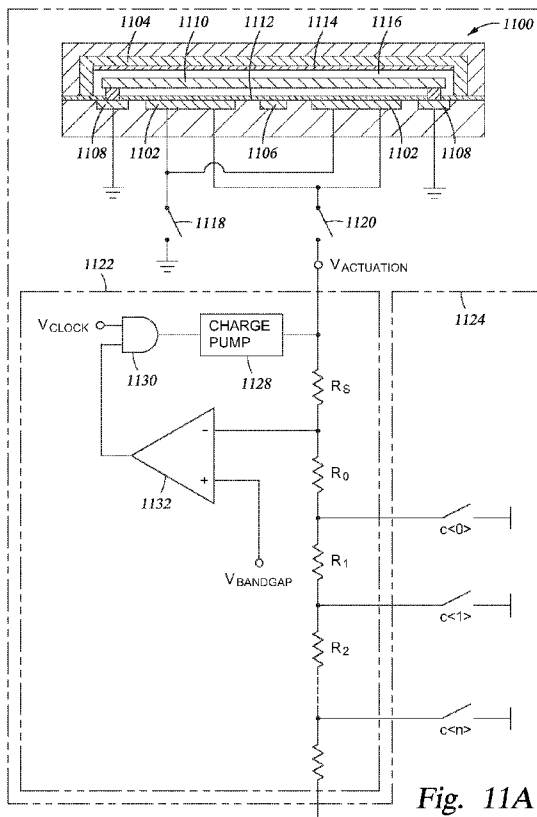 1104
1110
1112
1114
1116
1100
1108
1102
1106
1102
1108
1118
1120
VACTUATION
1122
1124
VCLOCK
CHARGE
PUMP
1130
1128
RS
1132
-
+
R0
VBANDGAP
c<0>
R1
c<1>
R2
c<n>
Fig. 11A